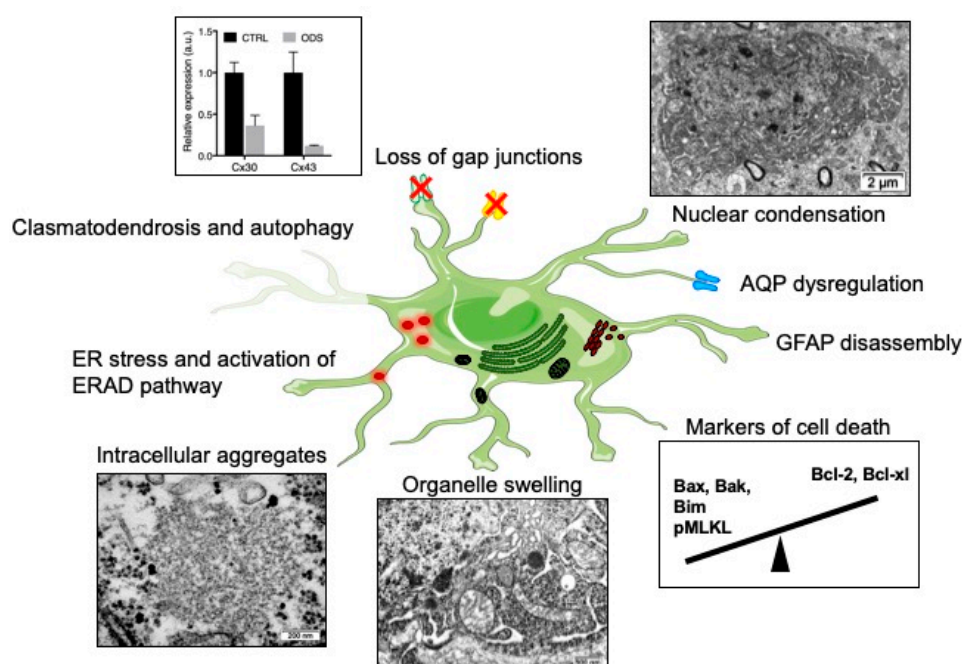 Relative expression (a.u.)
1.5
1.0
0.5
0.0
CTRL
ODS
Cx30
Cx43
Loss of gap junctions
2 µm
Nuclear condensation
Clasmatodendrosis and autophagy
AQP dysregulation
GFAP disassembly
ER stress and activation of
ERAD pathway
Markers of cell death
Bax, Bak,
Bim
pMLKL
Bcl-2, Bcl-xl
Intracellular aggregates
200 nm
Organelle swelling